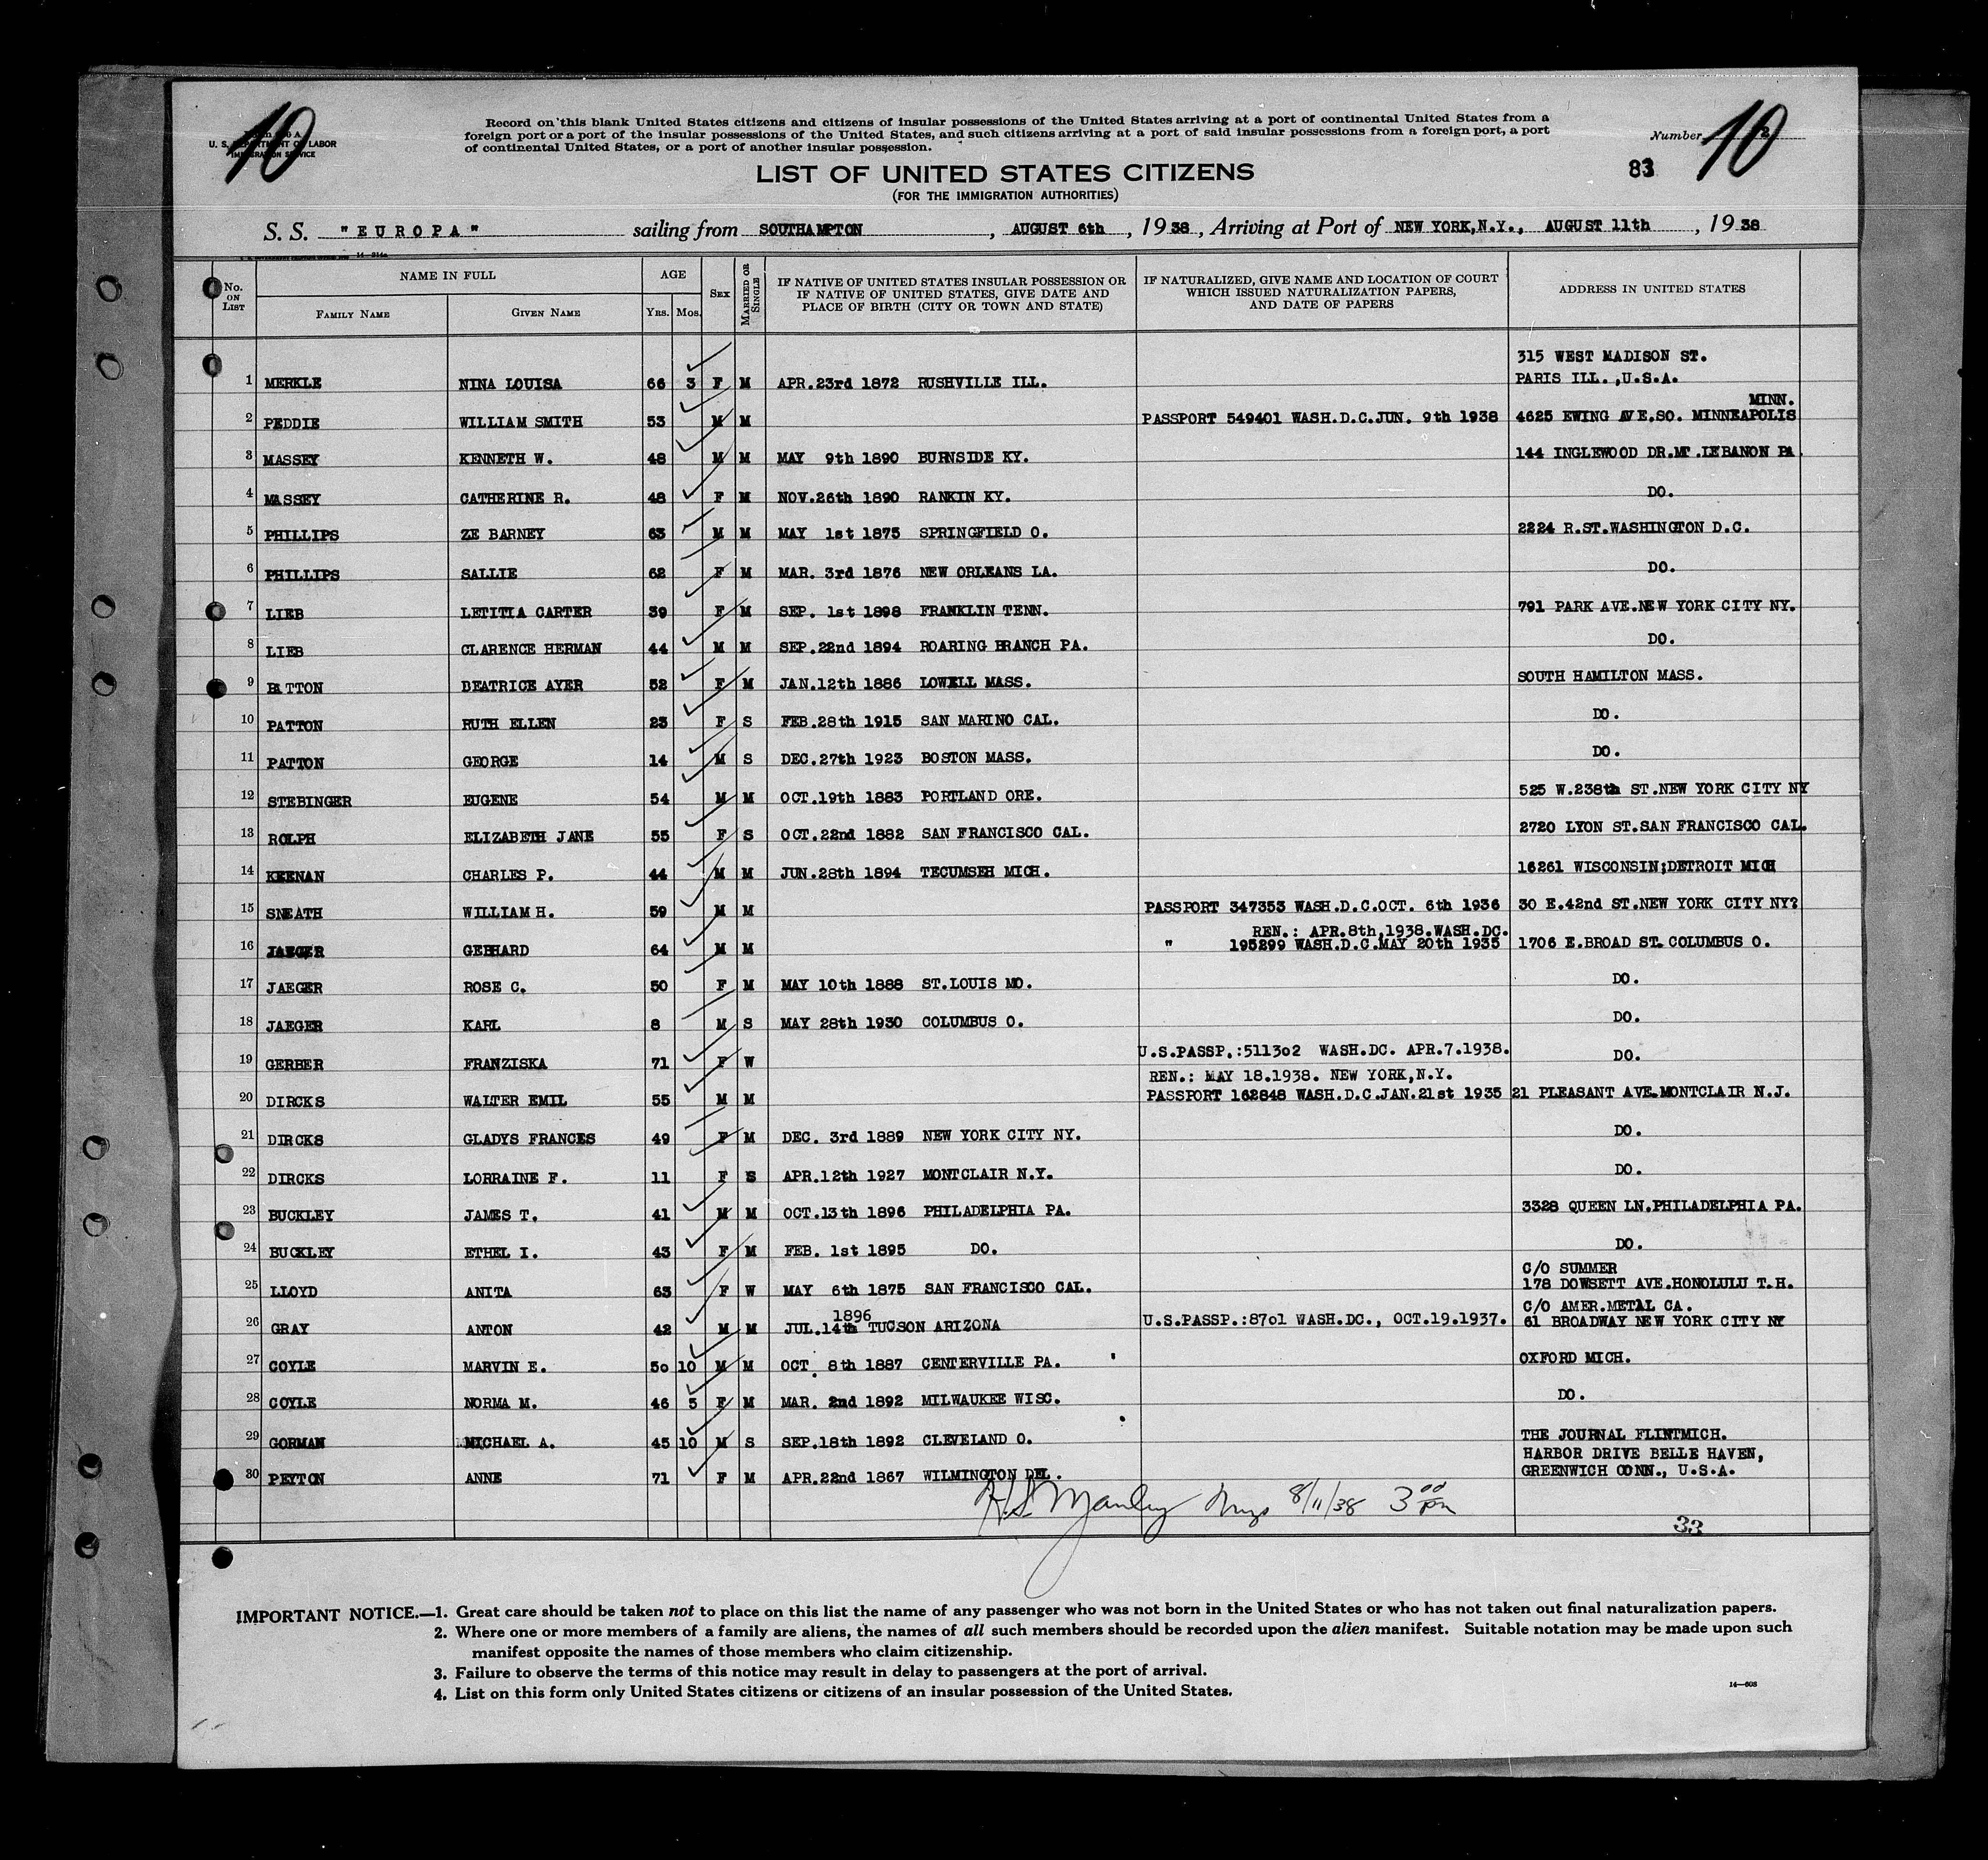 10
U. S. DEPARTMENT OF LABOR
IMMIGRATION SERVICE
Record on this blank United States citizens and citizens of insular possessions of the United States arriving at a port of continental United States from a
foreign port or a port of the insular possessions of the United States, and such citizens arriving at a port of said insular possessions from a foreign port, a port
of continental United States, or a port of another insular possession.
Number 2
10
83
LIST OF UNITED STATES CITIZENS
(FOR THE IMMIGRATION AUTHORITIES)
S. S. "EUROPA" sailing from SOUTHAMPTON, AUGUST 6th, 1938, Arriving at Port of NEW YORK,N.Y., AUGUST 11th, 1938
No. ON LIST NAME IN FULL FAMILY NAME GIVEN NAME AGE YRS. MOS. SEX MARRIED OR SINGLE IF NATIVE OF UNITED STATES INSULAR POSSESSION OR IF NATIVE OF UNITED STATES, GIVE DATE AND PLACE OF BIRTH (CITY OR TOWN AND STATE) IF NATURALIZED, GIVE NAME AND LOCATION OF COURT WHICH ISSUED NATURALIZATION PAPERS, AND DATE OF PAPERS ADDRESS IN UNITED STATES
315 WEST MADISON ST.
1 MERKLE NINA LOUISA 66 3 F M APR.23rd 1872 RUSHVILLE ILL. PARIS ILL.,U.S.A.
MINN.
2 PEDDIE WILLIAM SMITH 53 M M PASSPORT 549401 WASH.D.C.JUN. 9th 1938 4625 EWING AVE.SO. MINNEAPOLIS
3 MASSEY KENNETH W. 48 M M MAY 9th 1890 BURNSIDE KY. 144 INGLEWOOD DR.MT.LEBANON PA
4 MASSEY CATHERINE R. 48 F M NOV.26th 1890 RANKIN KY. DO.
5 PHILLIPS ZE BARNEY 63 M M MAY 1st 1875 SPRINGFIELD O. 2224 R.ST.WASHINGTON D.C.
6 PHILLIPS SALLIE 62 F M MAR. 3rd 1876 NEW ORLEANS LA. DO.
7 LIEB LETITIA CARTER 39 F M SEP. 1st 1898 FRANKLIN TENN. 791 PARK AVE.NEW YORK CITY NY.
8 LIEB CLARENCE HERMAN 44 M M SEP.22nd 1894 ROARING BRANCH PA. DO.
9 PATTON BEATRICE AYER 52 F M JAN.12th 1886 LOWELL MASS. SOUTH HAMILTON MASS.
10 PATTON RUTH ELLEN 23 F S FEB.28th 1915 SAN MARINO CAL. DO.
11 PATTON GEORGE 14 M S DEC.27th 1923 BOSTON MASS. DO.
12 STEBINGER EUGENE 54 M M OCT.19th 1883 PORTLAND ORE. 525 W.238th ST.NEW YORK CITY NY
13 ROLPH ELIZABETH JANE 55 F S OCT.22nd 1882 SAN FRANCISCO CAL. 2720 LYON ST.SAN FRANCISCO CAL.
14 KEENAN CHARLES P. 44 M M JUN.28th 1894 TECUMSEH MICH. 16261 WISCONSIN;DETROIT MICH
15 SNEATH WILLIAM H. 59 M M PASSPORT 347353 WASH.D.C.OCT. 6th 1936 30 E.42nd ST.NEW YORK CITY NY?
REN.: APR.8th,1938.WASH.DC.
16 JAEGER GEBHARD 64 M M " 195299 WASH.D.C.MAY 20th 1935 1706 E.BROAD ST. COLUMBUS O.
17 JAEGER ROSE C. 50 F M MAY 10th 1888 ST.LOUIS MO. DO.
18 JAEGER KARL 8 M S MAY 28th 1930 COLUMBUS O. DO.
19 GERBER FRANZISKA 71 F W U.S.PASSP.:5113o2 WASH.DC. APR.7.1938. DO.
REN.: MAY 18.1938. NEW YORK,N.Y.
20 DIRCKS WALTER EMIL 55 M M PASSPORT 162848 WASH.D.C.JAN.21st 1935 21 PLEASANT AVE.MONTCLAIR N.J.
21 DIRCKS GLADYS FRANCES 49 F M DEC. 3rd 1889 NEW YORK CITY NY. DO.
22 DIRCKS LORRAINE F. 11 F S APR.12th 1927 MONTCLAIR N.Y. DO.
23 BUCKLEY JAMES T. 41 M M OCT.13th 1896 PHILADELPHIA PA. 3328 QUEEN LN.PHILADELPHIA PA.
24 BUCKLEY ETHEL I. 43 F M FEB. 1st 1895 DO. DO.
C/O SUMMER
25 LLOYD ANITA 63 F W MAY 6th 1875 SAN FRANCISCO CAL. 178 DOWSETT AVE.HONOLULU T.H.
1896 C/O AMER.METAL CA.
26 GRAY ANTON 42 M M JUL.14th TUCSON ARIZONA U.S.PASSP.:87o1 WASH.DC., OCT.19.1937. 61 BROADWAY NEW YORK CITY NY
27 COYLE MARVIN E. 5o 10 M M OCT. 8th 1887 CENTERVILLE PA. OXFORD MICH.
28 COYLE NORMA M. 46 5 F M MAR. 2nd 1892 MILWAUKEE WISC. DO.
29 GORMAN MICHAEL A. 45 10 M S SEP.18th 1892 CLEVELAND O. THE JOURNAL FLINTMICH.
HARBOR DRIVE BELLE HAVEN,
30 PEYTON ANNE 71 F M APR.22nd 1867 WILMINGTON DEL. GREENWICH CONN., U.S.A.
8/11/38 3 00 pm
33
IMPORTANT NOTICE.—1. Great care should be taken not to place on this list the name of any passenger who was not born in the United States or who has not taken out final naturalization papers.
2. Where one or more members of a family are aliens, the names of all such members should be recorded upon the alien manifest. Suitable notation may be made upon such
manifest opposite the names of those members who claim citizenship.
3. Failure to observe the terms of this notice may result in delay to passengers at the port of arrival.
4. List on this form only United States citizens or citizens of an insular possession of the United States.
14—608